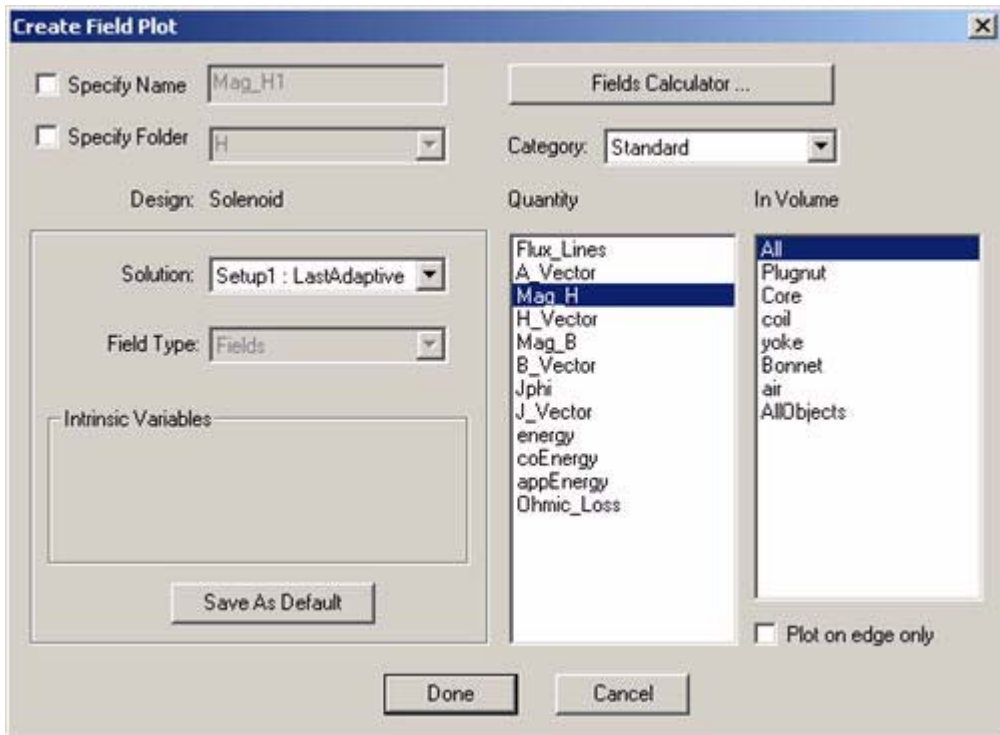 Create Field Plot
Specify Name
Mag_H1
Fields Calculator ...
Specify Folder
H
Category:
Standard
Design: Solenoid
Quantity
In Volume
Solution:
Setup1 : LastAdaptive
Field Type:
Fields
Intrinsic Variables
Save As Default
Flux_Lines
A_Vector
Mag_H
H_Vector
Mag_B
B_Vector
Jphi
J_Vector
energy
coEnergy
appEnergy
Ohmic_Loss
All
Plugnut
Core
coil
yoke
Bonnet
air
AllObjects
Plot on edge only
Done
Cancel